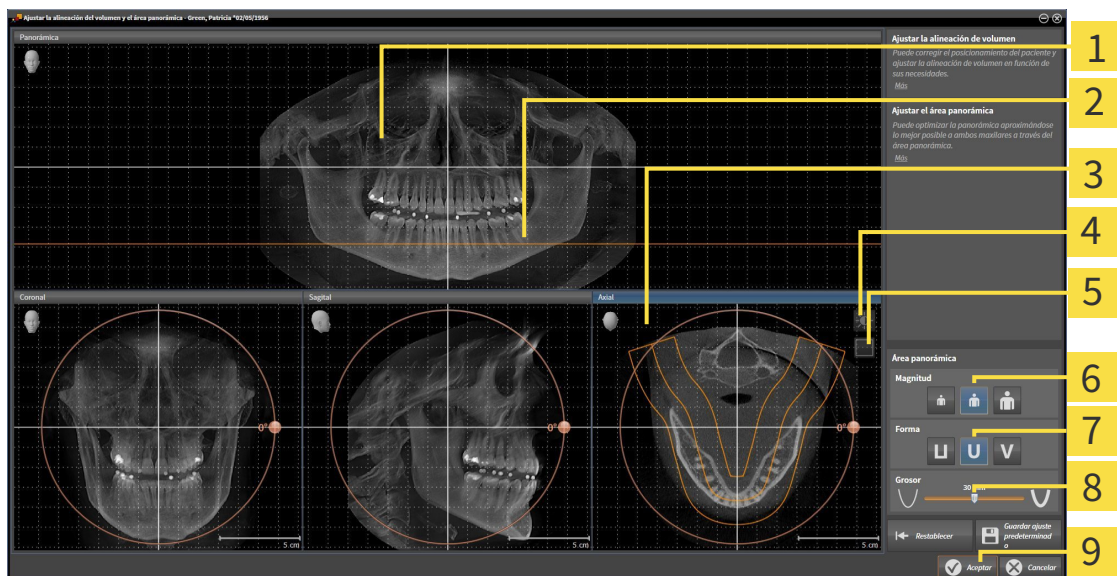 Ajustar la alineación del volumen y el área panorámica - Green, Patricia *02/05/1956
Panorámica
Ajustar la alineación de volumen
Puede corregir el posicionamiento del paciente y
ajustar la alineación de volumen en función de
sus necesidades.
Más
Ajustar el área panorámica
Puede optimizar la panorámica aproximándose
lo mejor posible a ambos maxilares a través del
área panorámica.
Más
1
2
3
4
5
Coronal
Sagital
Axial
0°
0°
0°
5 cm
5 cm
5 cm
Área panorámica
Magnitud
6
Forma
U
V
7
Grosor
30
8
Restablecer
Guardar ajuste
predeterminad
o
Aceptar
Cancelar
9